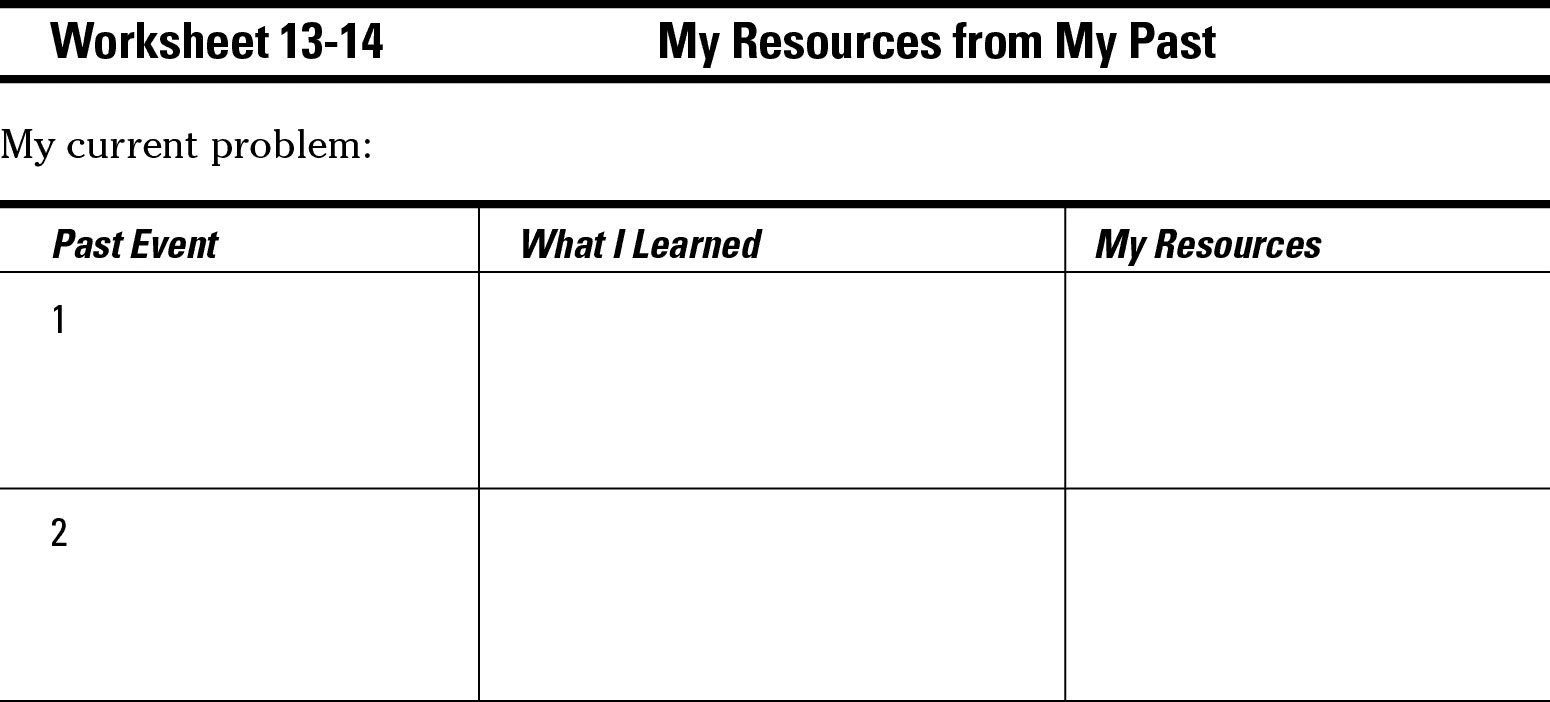 Worksheet 13-14 My Resources from My Past
My current problem:
Past Event What I Learned My Resources
1
2